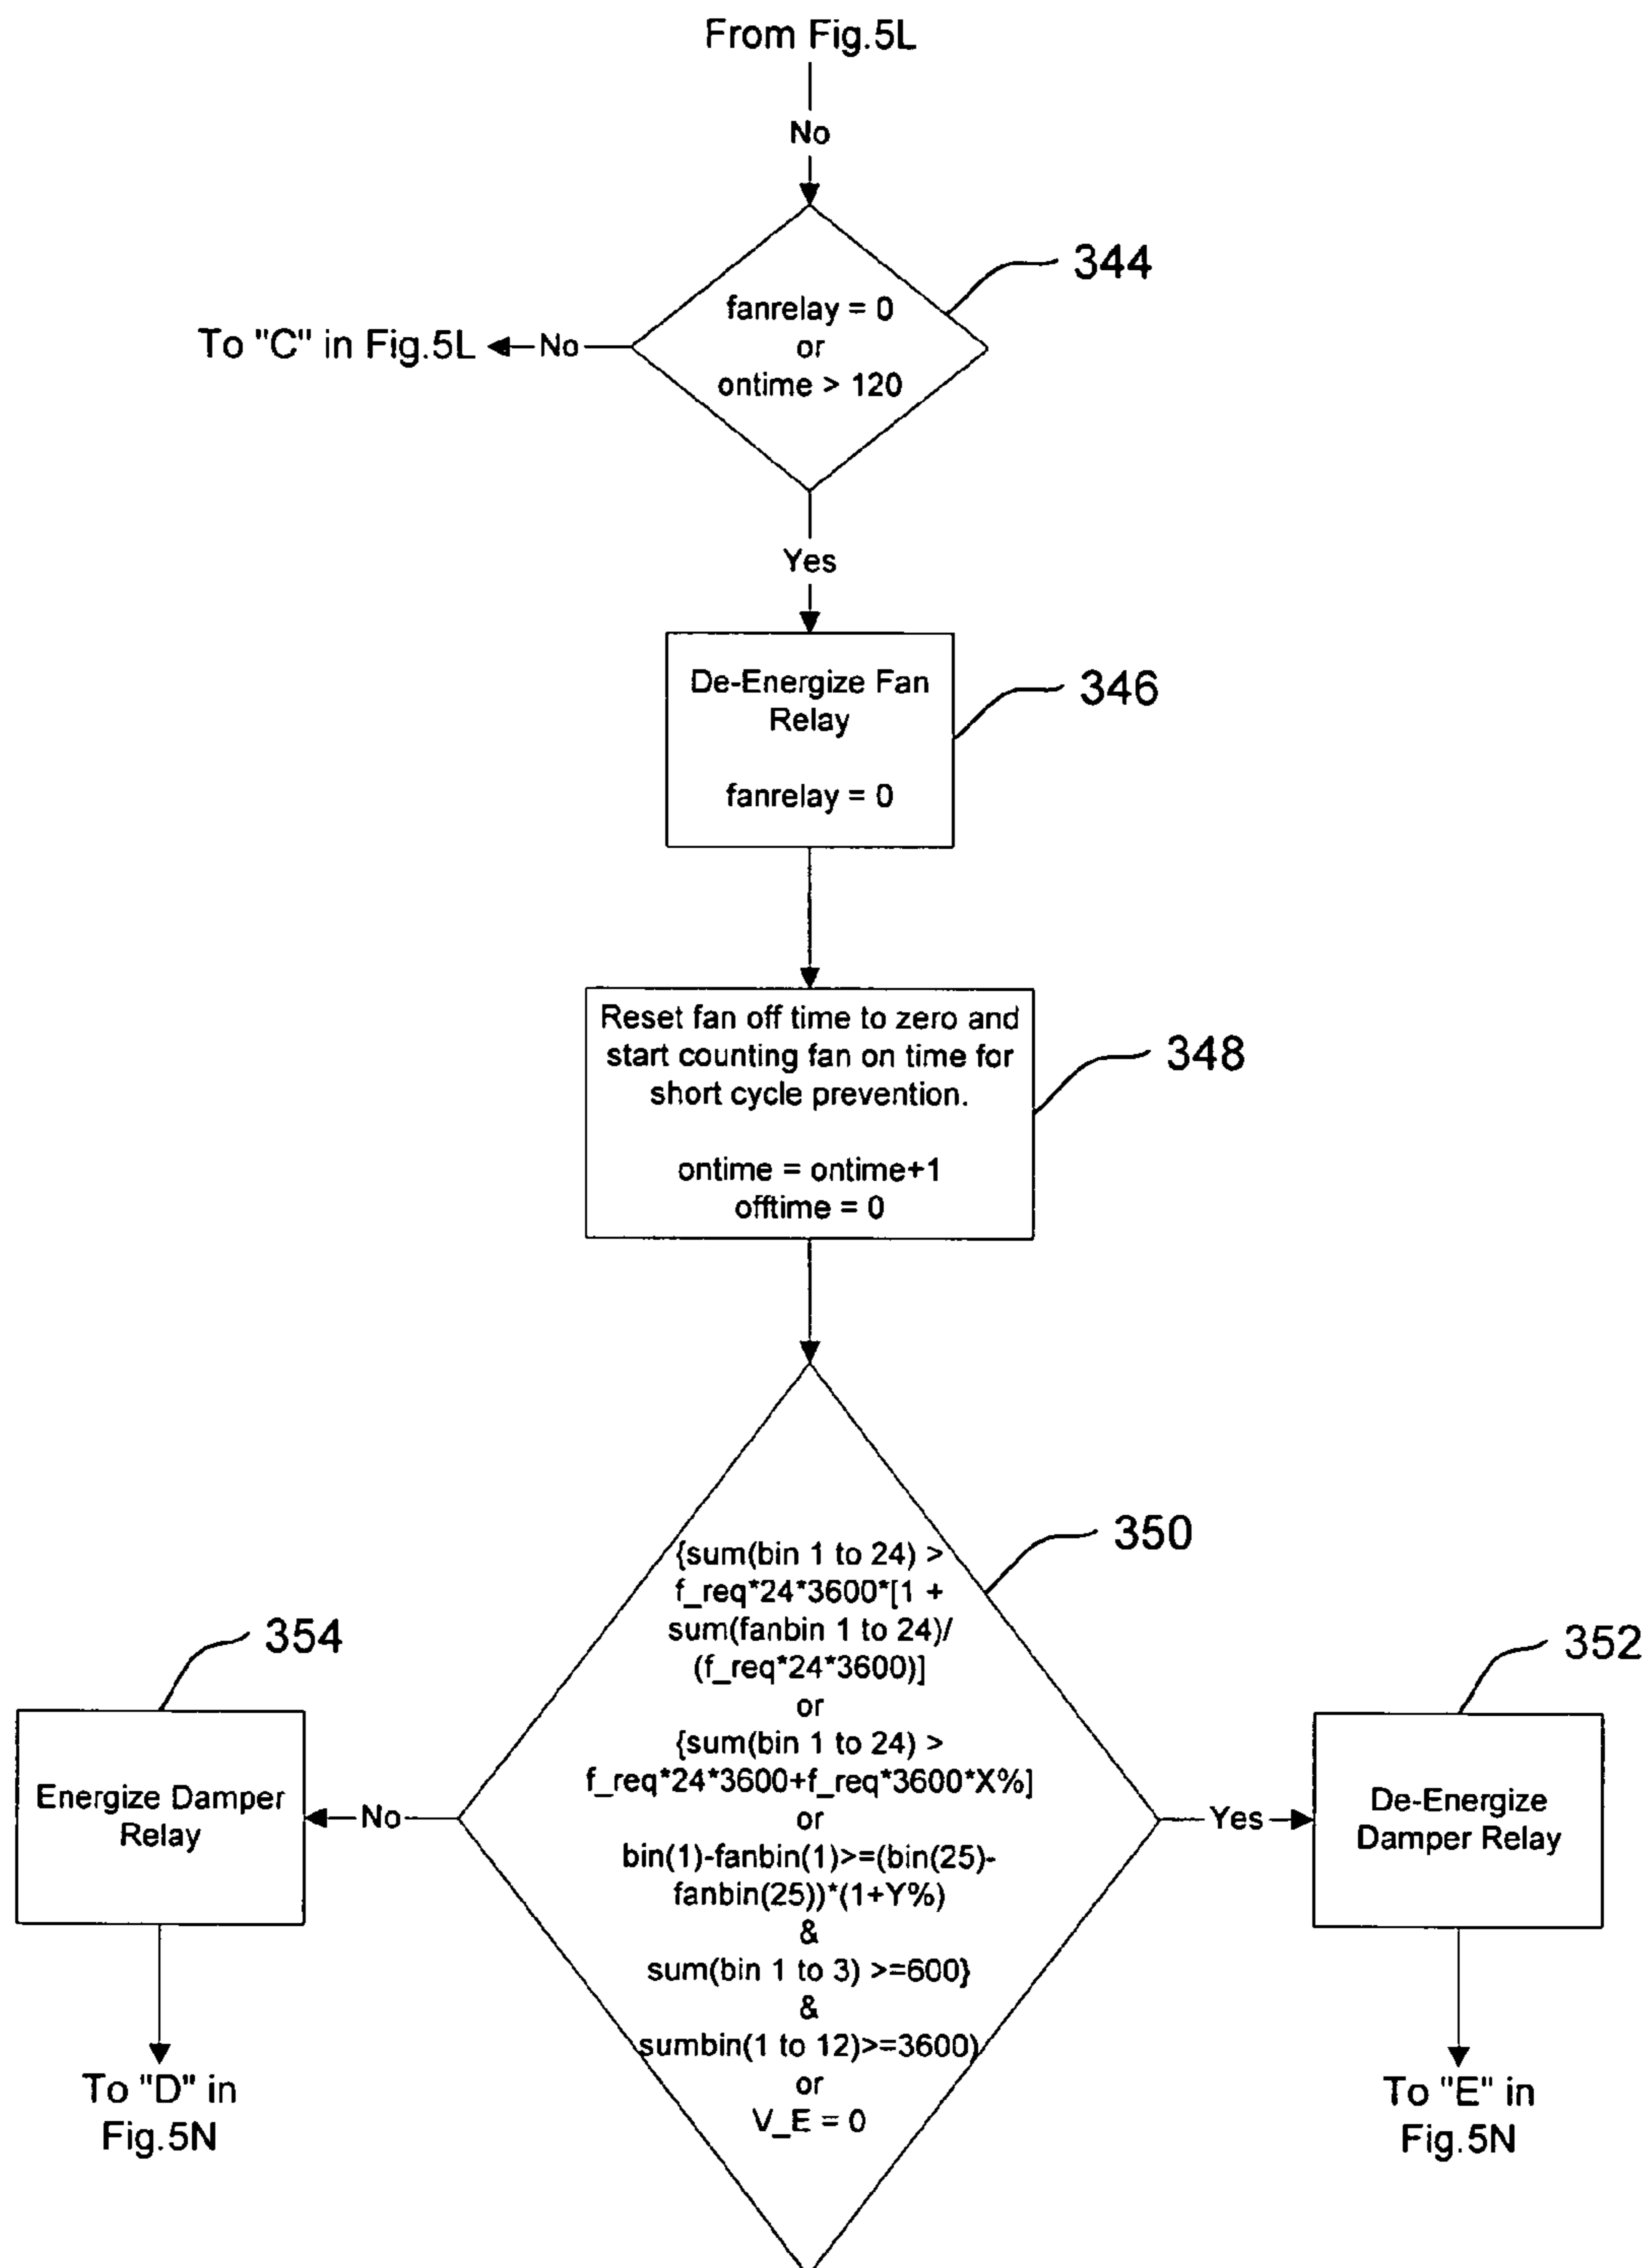 From Fig.5L
No
344
fanrelay = 0
or
ontime > 120
No
To "C" in Fig.5L
Yes
De-Energize Fan
Relay
fanrelay = 0
346
Reset fan off time to zero and
start counting fan on time for
short cycle prevention.
ontime = ontime+1
offtime = 0
348
{sum(bin 1 to 24) >
f_req*24*3600*[1 +
sum(fanbin 1 to 24)/
(f_req*24*3600)]
or
{sum(bin 1 to 24) >
f_req*24*3600+f_req*3600*X%]
or
bin(1)-fanbin(1)>=(bin(25)-
fanbin(25))*(1+Y%)
&
sum(bin 1 to 3) >=600}
&
sumbin(1 to 12)>=3600)
or
V_E = 0
350
354
Energize Damper
Relay
No
To "D" in
Fig.5N
Yes
352
De-Energize
Damper Relay
To "E" in
Fig.5N